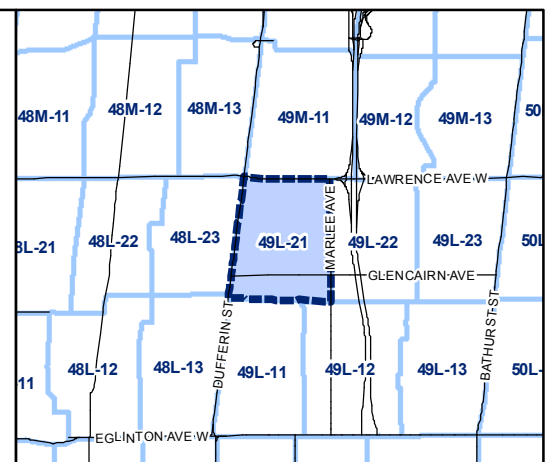 48M-11
48M-12
48M-13
49M-11
49M-12
49M-13
50
LAWRENCE AVE W
L-21
48L-22
48L-23
49L-21
MARLEE AVE
49L-22
49L-23
50L
GLENCAIRN AVE
DUFFERIN ST
BATHURST ST
11
48L-12
48L-13
49L-11
49L-12
49L-13
50L-
EGLINTON AVE W